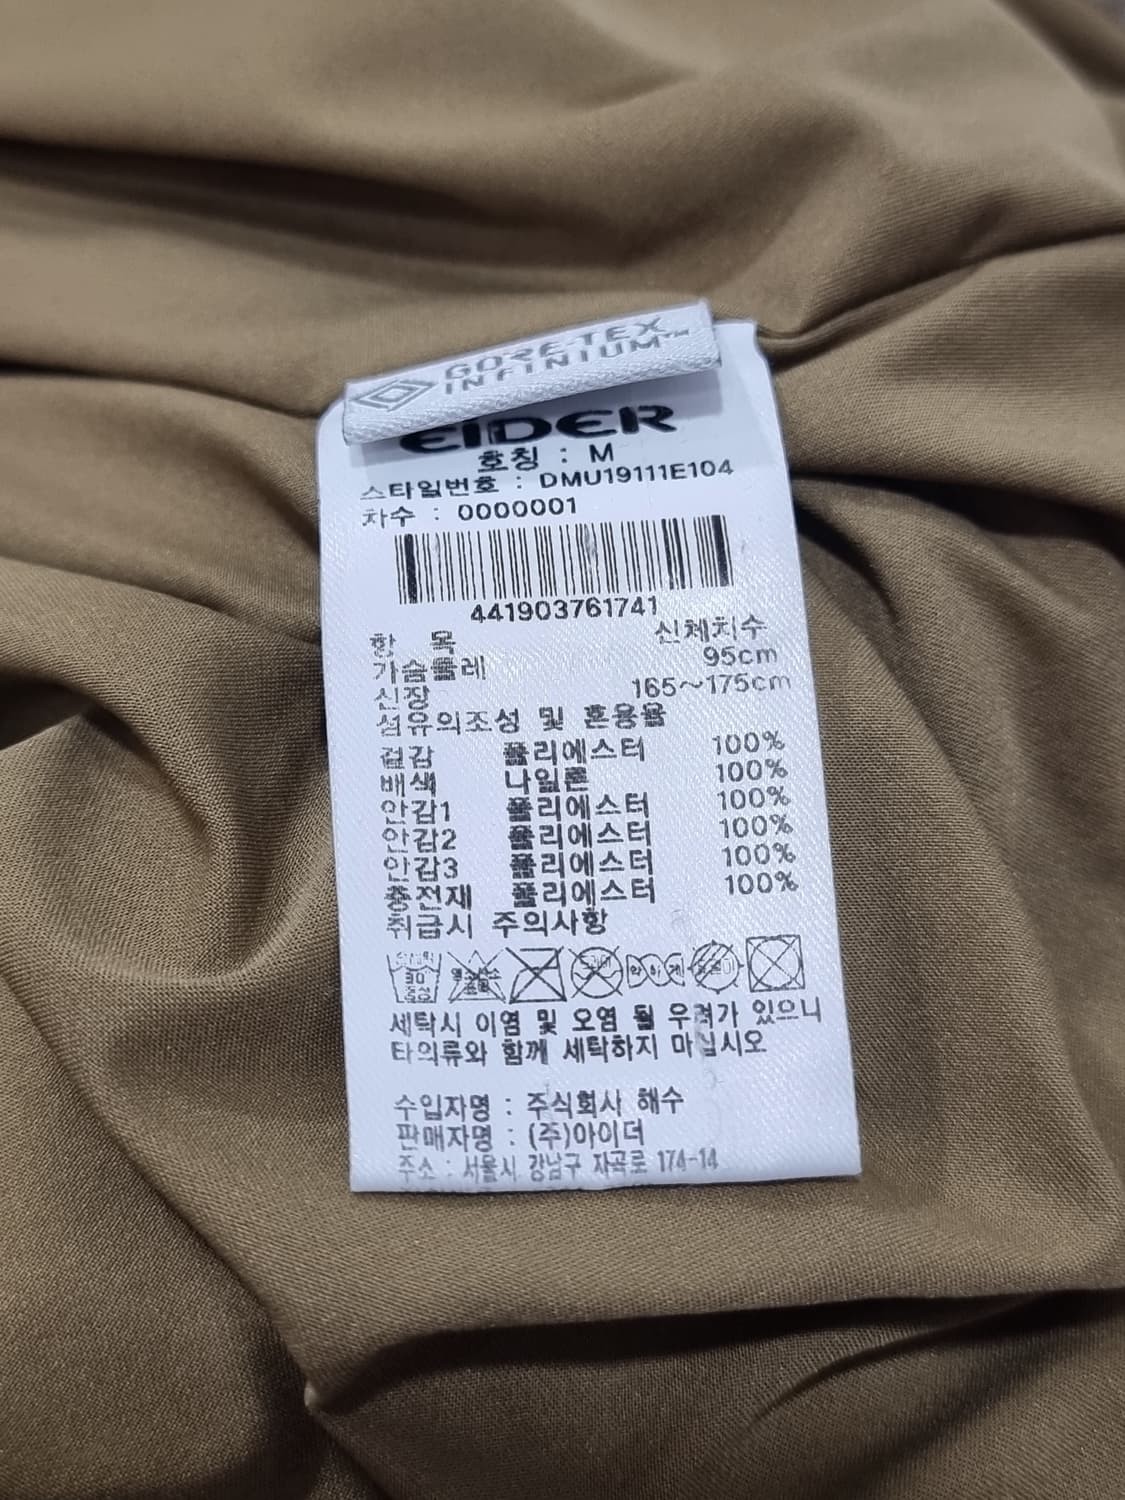 GORE-TEX
INFINIUM™
EIDER
호칭 : M
스타일번호 : DMU19111E104
차수 : 0000001
441903761741
항 목 신체치수
가슴둘레 95cm
신장 165~175cm
섬유의조성 및 혼용율
겉감 폴리에스터 100%
배색 나일론 100%
안감1 폴리에스터 100%
안감2 폴리에스터 100%
안감3 폴리에스터 100%
충전재 폴리에스터 100%
취급시 주의사항
30
세탁시 이염 및 오염 될 우려가 있으니
타의류와 함께 세탁하지 마십시오
수입자명 : 주식회사 해수
판매자명 : (주)아이더
주소 : 서울시 강남구 자곡로 174-14